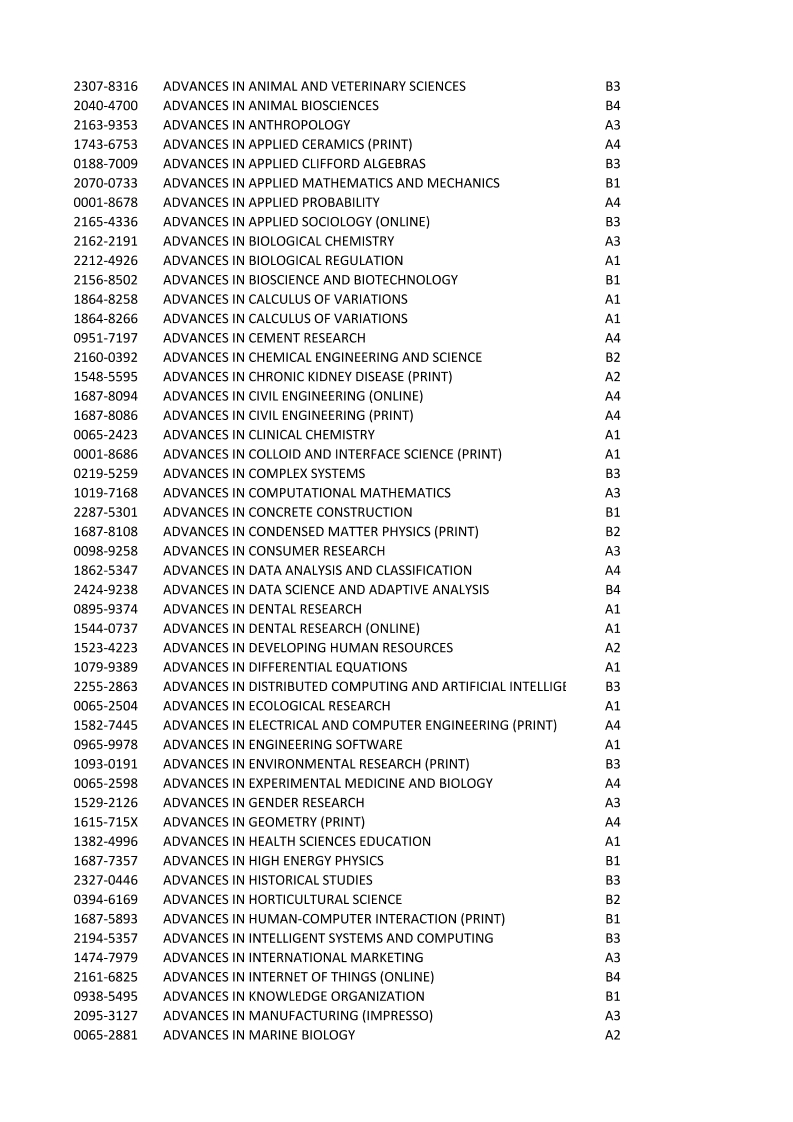 2307-8316 ADVANCES IN ANIMAL AND VETERINARY SCIENCES B3
2040-4700 ADVANCES IN ANIMAL BIOSCIENCES B4
2163-9353 ADVANCES IN ANTHROPOLOGY A3
1743-6753 ADVANCES IN APPLIED CERAMICS (PRINT) A4
0188-7009 ADVANCES IN APPLIED CLIFFORD ALGEBRAS B3
2070-0733 ADVANCES IN APPLIED MATHEMATICS AND MECHANICS B1
0001-8678 ADVANCES IN APPLIED PROBABILITY A4
2165-4336 ADVANCES IN APPLIED SOCIOLOGY (ONLINE) B3
2162-2191 ADVANCES IN BIOLOGICAL CHEMISTRY A3
2212-4926 ADVANCES IN BIOLOGICAL REGULATION A1
2156-8502 ADVANCES IN BIOSCIENCE AND BIOTECHNOLOGY B1
1864-8258 ADVANCES IN CALCULUS OF VARIATIONS A1
1864-8266 ADVANCES IN CALCULUS OF VARIATIONS A1
0951-7197 ADVANCES IN CEMENT RESEARCH A4
2160-0392 ADVANCES IN CHEMICAL ENGINEERING AND SCIENCE B2
1548-5595 ADVANCES IN CHRONIC KIDNEY DISEASE (PRINT) A2
1687-8094 ADVANCES IN CIVIL ENGINEERING (ONLINE) A4
1687-8086 ADVANCES IN CIVIL ENGINEERING (PRINT) A4
0065-2423 ADVANCES IN CLINICAL CHEMISTRY A1
0001-8686 ADVANCES IN COLLOID AND INTERFACE SCIENCE (PRINT) A1
0219-5259 ADVANCES IN COMPLEX SYSTEMS B3
1019-7168 ADVANCES IN COMPUTATIONAL MATHEMATICS A3
2287-5301 ADVANCES IN CONCRETE CONSTRUCTION B1
1687-8108 ADVANCES IN CONDENSED MATTER PHYSICS (PRINT) B2
0098-9258 ADVANCES IN CONSUMER RESEARCH A3
1862-5347 ADVANCES IN DATA ANALYSIS AND CLASSIFICATION A4
2424-9238 ADVANCES IN DATA SCIENCE AND ADAPTIVE ANALYSIS B4
0895-9374 ADVANCES IN DENTAL RESEARCH A1
1544-0737 ADVANCES IN DENTAL RESEARCH (ONLINE) A1
1523-4223 ADVANCES IN DEVELOPING HUMAN RESOURCES A2
1079-9389 ADVANCES IN DIFFERENTIAL EQUATIONS A1
2255-2863 ADVANCES IN DISTRIBUTED COMPUTING AND ARTIFICIAL INTELLIGE B3
0065-2504 ADVANCES IN ECOLOGICAL RESEARCH A1
1582-7445 ADVANCES IN ELECTRICAL AND COMPUTER ENGINEERING (PRINT) A4
0965-9978 ADVANCES IN ENGINEERING SOFTWARE A1
1093-0191 ADVANCES IN ENVIRONMENTAL RESEARCH (PRINT) B3
0065-2598 ADVANCES IN EXPERIMENTAL MEDICINE AND BIOLOGY A4
1529-2126 ADVANCES IN GENDER RESEARCH A3
1615-715X ADVANCES IN GEOMETRY (PRINT) A4
1382-4996 ADVANCES IN HEALTH SCIENCES EDUCATION A1
1687-7357 ADVANCES IN HIGH ENERGY PHYSICS B1
2327-0446 ADVANCES IN HISTORICAL STUDIES B3
0394-6169 ADVANCES IN HORTICULTURAL SCIENCE B2
1687-5893 ADVANCES IN HUMAN-COMPUTER INTERACTION (PRINT) B1
2194-5357 ADVANCES IN INTELLIGENT SYSTEMS AND COMPUTING B3
1474-7979 ADVANCES IN INTERNATIONAL MARKETING A3
2161-6825 ADVANCES IN INTERNET OF THINGS (ONLINE) B4
0938-5495 ADVANCES IN KNOWLEDGE ORGANIZATION B1
2095-3127 ADVANCES IN MANUFACTURING (IMPRESSO) A3
0065-2881 ADVANCES IN MARINE BIOLOGY A2